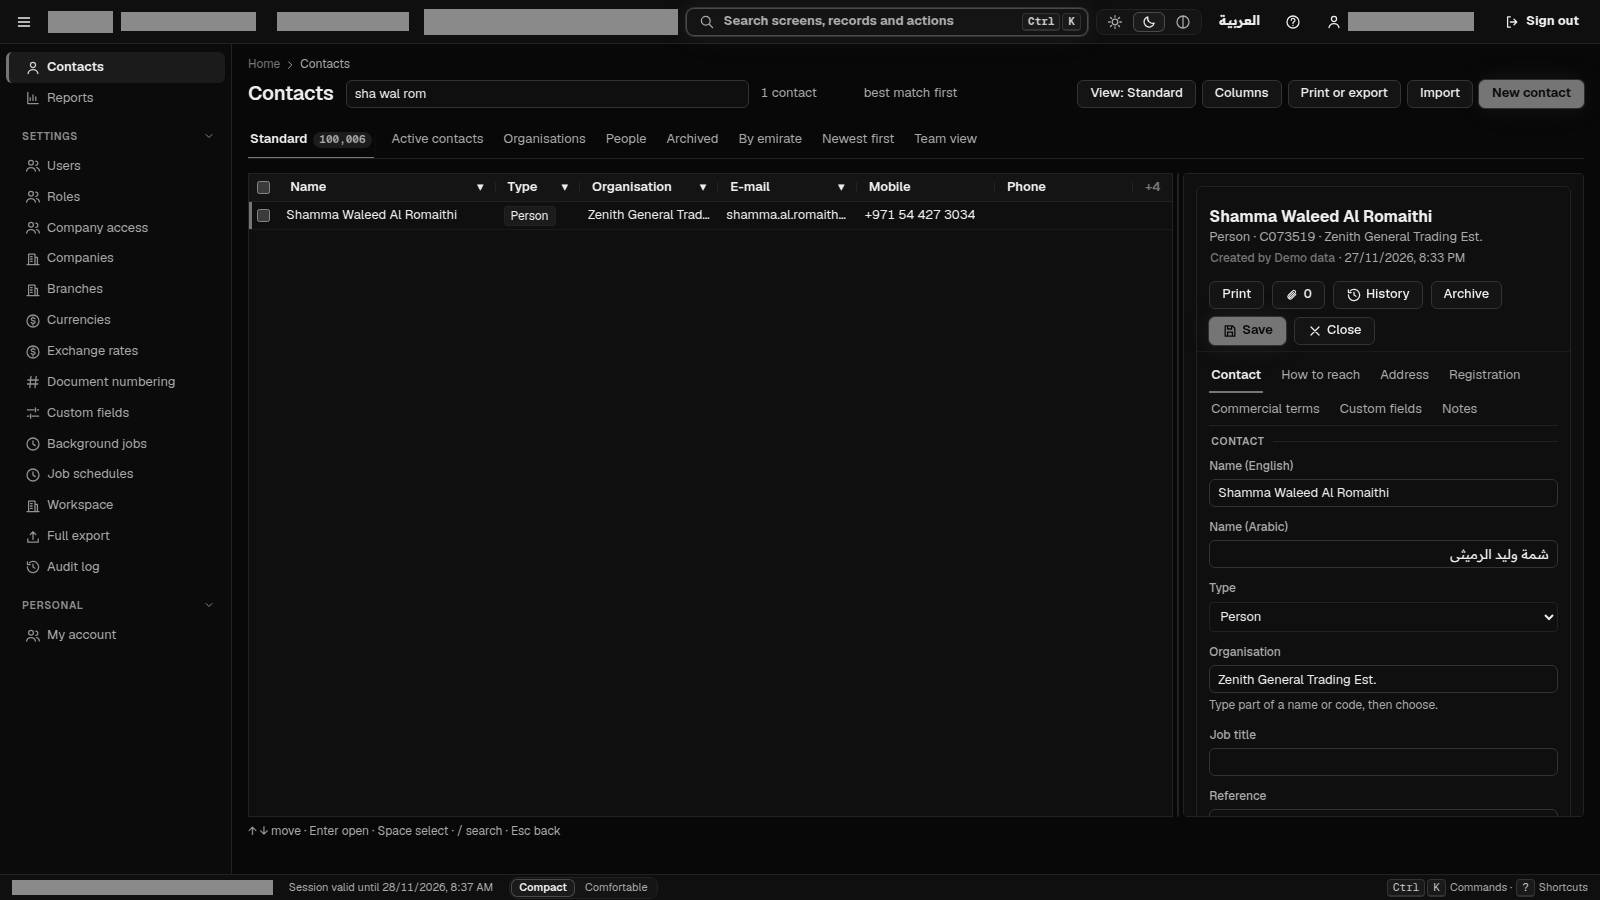 Search screens, records and actions Ctrl K العربية Sign out
Contacts
Reports
SETTINGS
Users
Roles
Company access
Companies
Branches
Currencies
Exchange rates
Document numbering
Custom fields
Background jobs
Job schedules
Workspace
Full export
Audit log
PERSONAL
My account
Home > Contacts
Contacts sha wal rom 1 contact best match first View: Standard Columns Print or export Import New contact
Standard 100,006 Active contacts Organisations People Archived By emirate Newest first Team view
Name ▼ Type ▼ Organisation ▼ E-mail ▼ Mobile Phone +4
Shamma Waleed Al Romaithi Person Zenith General Trad... shamma.al.romaith... +971 54 427 3034
Shamma Waleed Al Romaithi
Person · C073519 · Zenith General Trading Est.
Created by Demo data · 27/11/2026, 8:33 PM
Print 0 History Archive
Save Close
Contact How to reach Address Registration
Commercial terms Custom fields Notes
CONTACT
Name (English)
Shamma Waleed Al Romaithi
Name (Arabic)
شمة وليد الرميثي
Type
Person
Organisation
Zenith General Trading Est.
Type part of a name or code, then choose.
Job title
Reference
↑↓ move · Enter open · Space select · / search · Esc back
Session valid until 28/11/2026, 8:37 AM Compact Comfortable Ctrl K Commands · ? Shortcuts